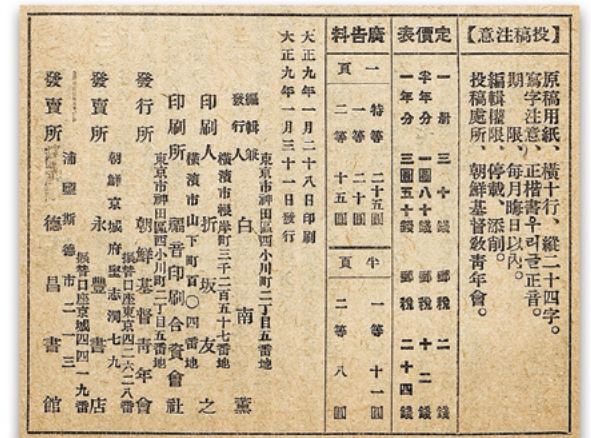 【投稿注意】
原稿用紙、橫十行、縱二十四字。
寫字注意、正楷書우리글正音。
期限、每月晦日以內。
編輯權限、停載、添削。
投稿處所、朝鮮基督敎靑年會。
定價表
一冊 三十錢 郵稅 二錢
半年分 一圓八十錢 郵稅 十二錢
一年分 三圓五十錢 郵稅 二十四錢
廣告料
一頁
特等 二十五圓
一等 二十圓
二等 十五圓
半頁
一等 十一圓
二等 八圓
大正九年一月二十八日印刷
大正九年一月三十一日發行
東京市神田區西小川町二丁目五番地
編輯兼發行人 白南薰
橫濱市根岸町三千二百五十七番地
印刷人 折坂友之
橫濱市山下町百〇四番地
印刷所 福音印刷合資會社
東京市神田區西小川町二丁目五番地
發行所 朝鮮基督靑年會
振替口座東京四二六二八番
朝鮮京城府堅志洞七九
發賣所 永豐書店
振替口座京城四四一九番
浦鹽斯德市二一三
發賣所 德昌書館